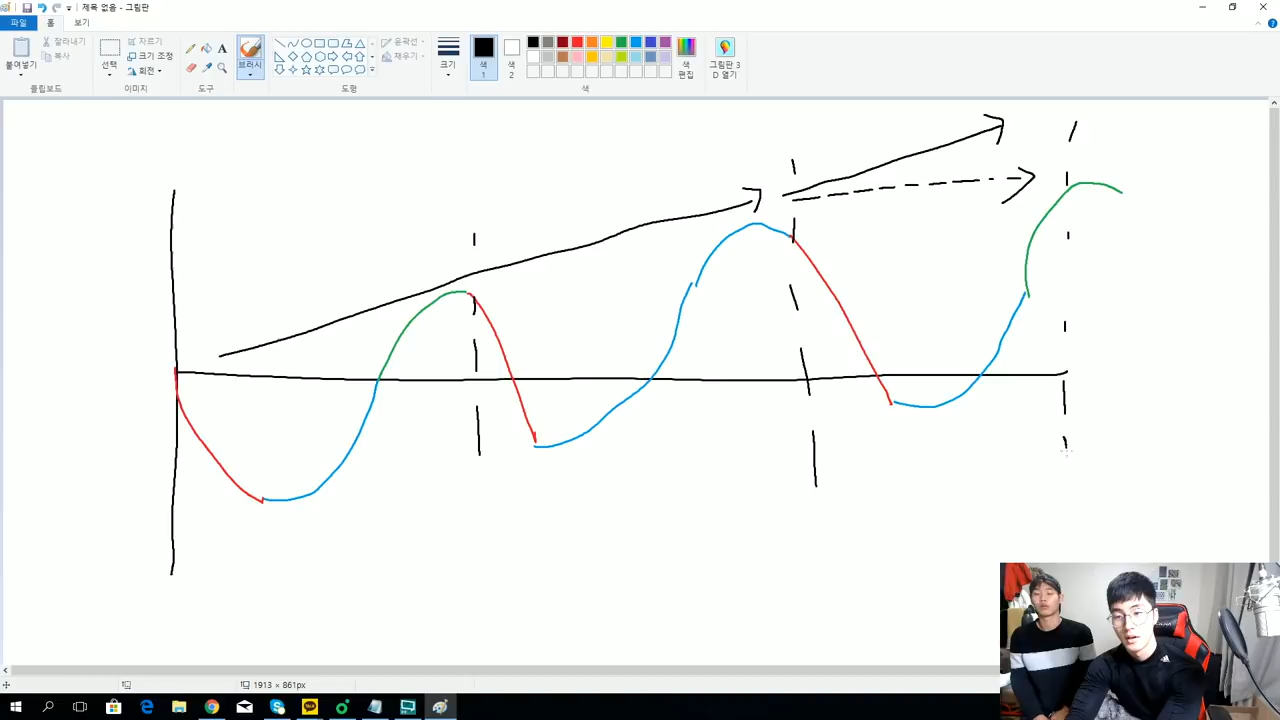 제목 없음 - 그림판
파일
홈
보기
붙여넣기
잘라내기
복사
선택
자르기
크기 조정
회전
A
브러시
윤곽선
채우기
크기
색
1
색
2
색
편집
그림판 3
D 열기
클립보드
이미지
도구
도형
색
1913 × 861px